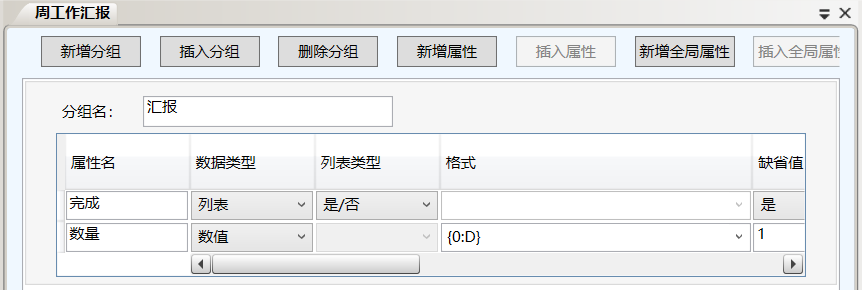 周工作汇报
新增分组 插入分组 删除分组 新增属性 插入属性 新增全局属性 插入全局属性
分组名： 汇报
属性名 数据类型 列表类型 格式 缺省值
完成 列表 是/否 是
数量 数值 {0:D} 1